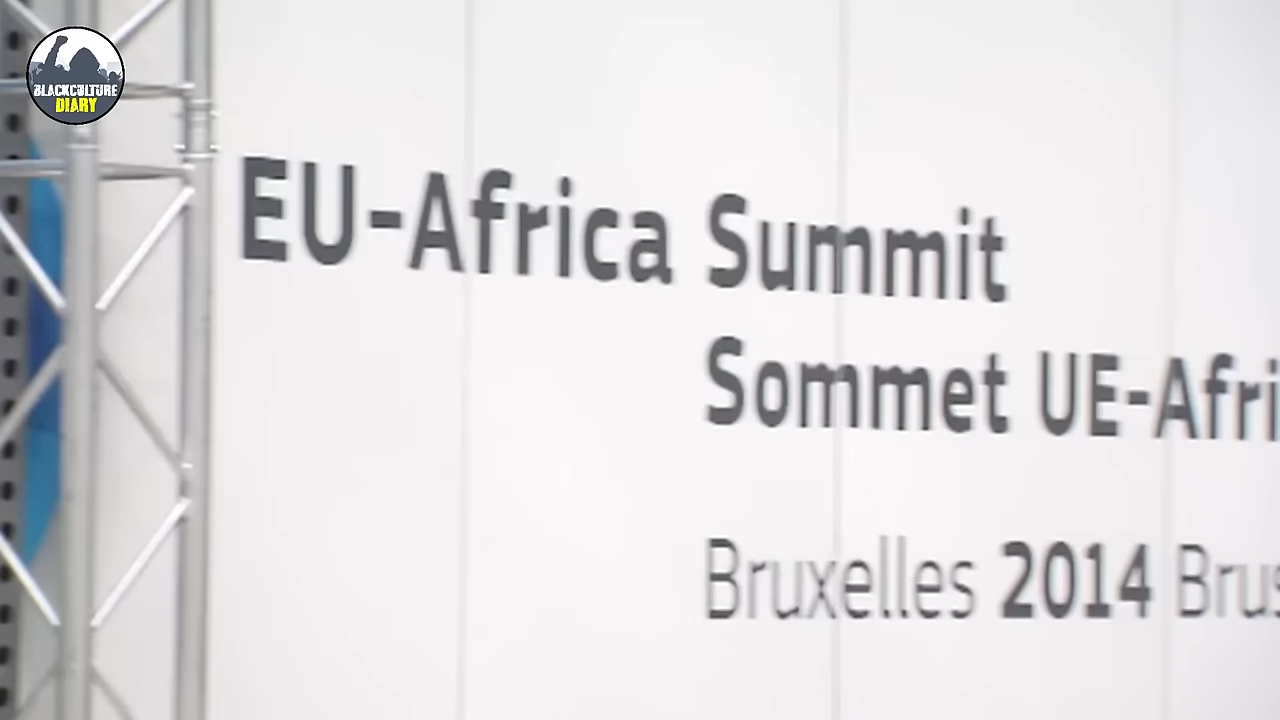 BLACKCULTURE
DIARY
EU-Africa Summit
Sommet UE-Afri
Bruxelles 2014 Brus